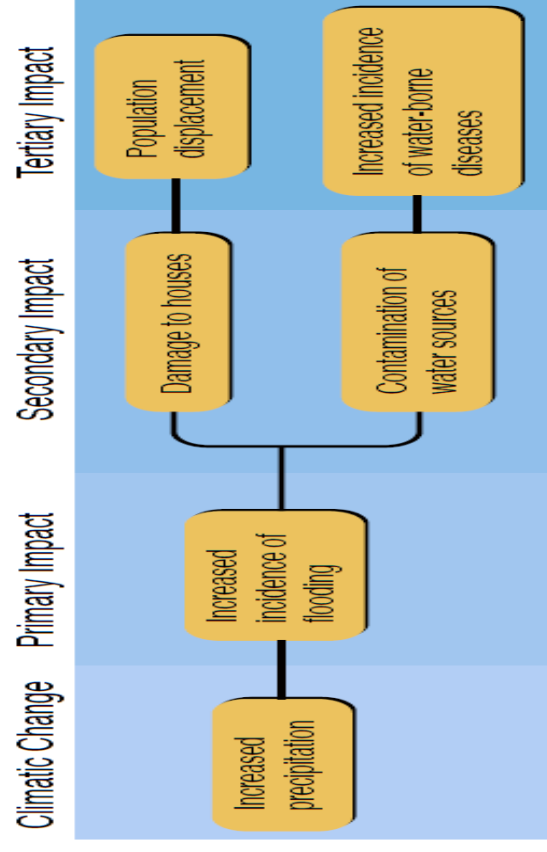 Climatic Change
Primary Impact
Secondary Impact
Tertiary Impact
Increased
precipitation
Increased
incidence of
flooding
Damage to houses
Population
displacement
Contamination of
water sources
Increased incidence
of water-borne
diseases